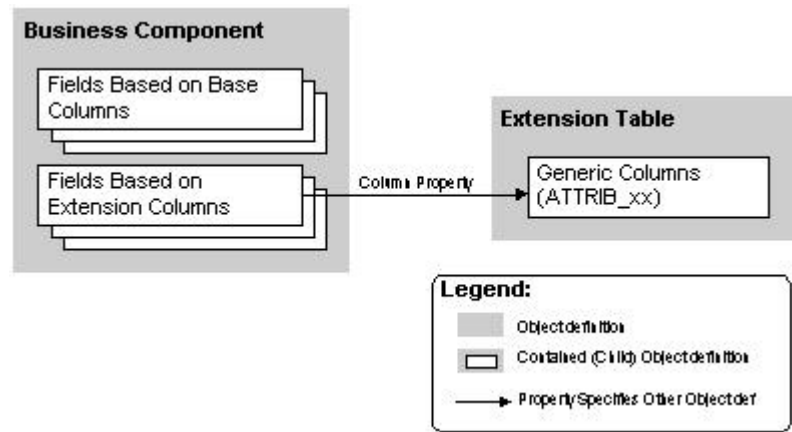 Business Component
Fields Based on Base
Columns
Fields Based on
Extension Columns
Column Property
Extension Table
Generic Columns
(ATTRIB_xx)
Legend:
Object definition
Contained (Child) Object definition
Property Specifies Other Object def